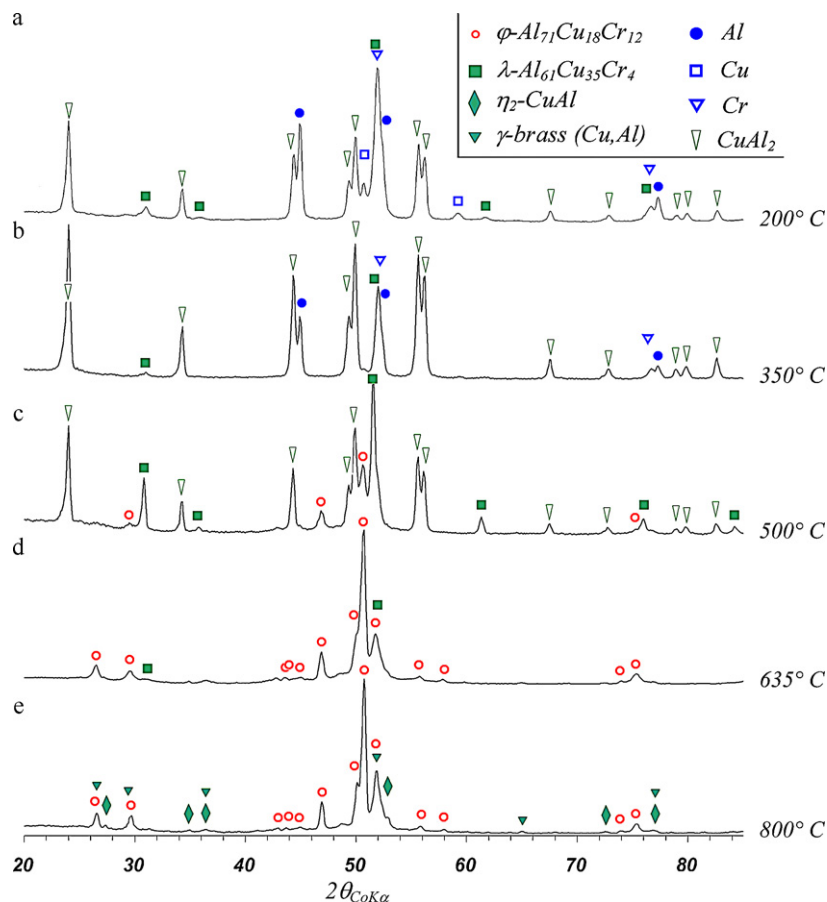 a
φ-Al71Cu18Cr12
Al
λ-Al61Cu35Cr4
Cu
η2-CuAl
Cr
γ-brass (Cu,Al)
CuAl2
200° C
b
350° C
c
500° C
d
635° C
e
800° C
20 30 40 50 60 70 80
2θCoKα